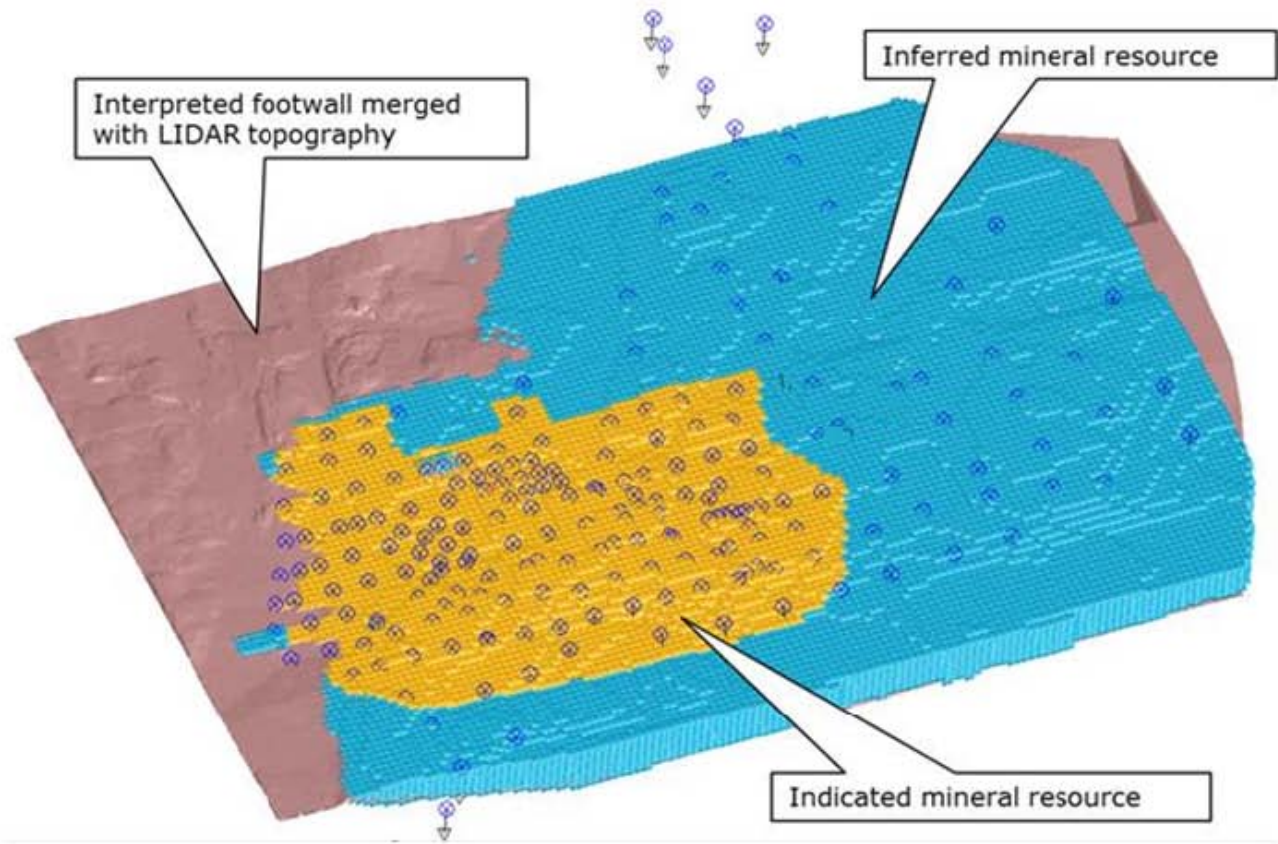 Inferred mineral resource
Interpreted footwall merged
with LIDAR topography
Indicated mineral resource